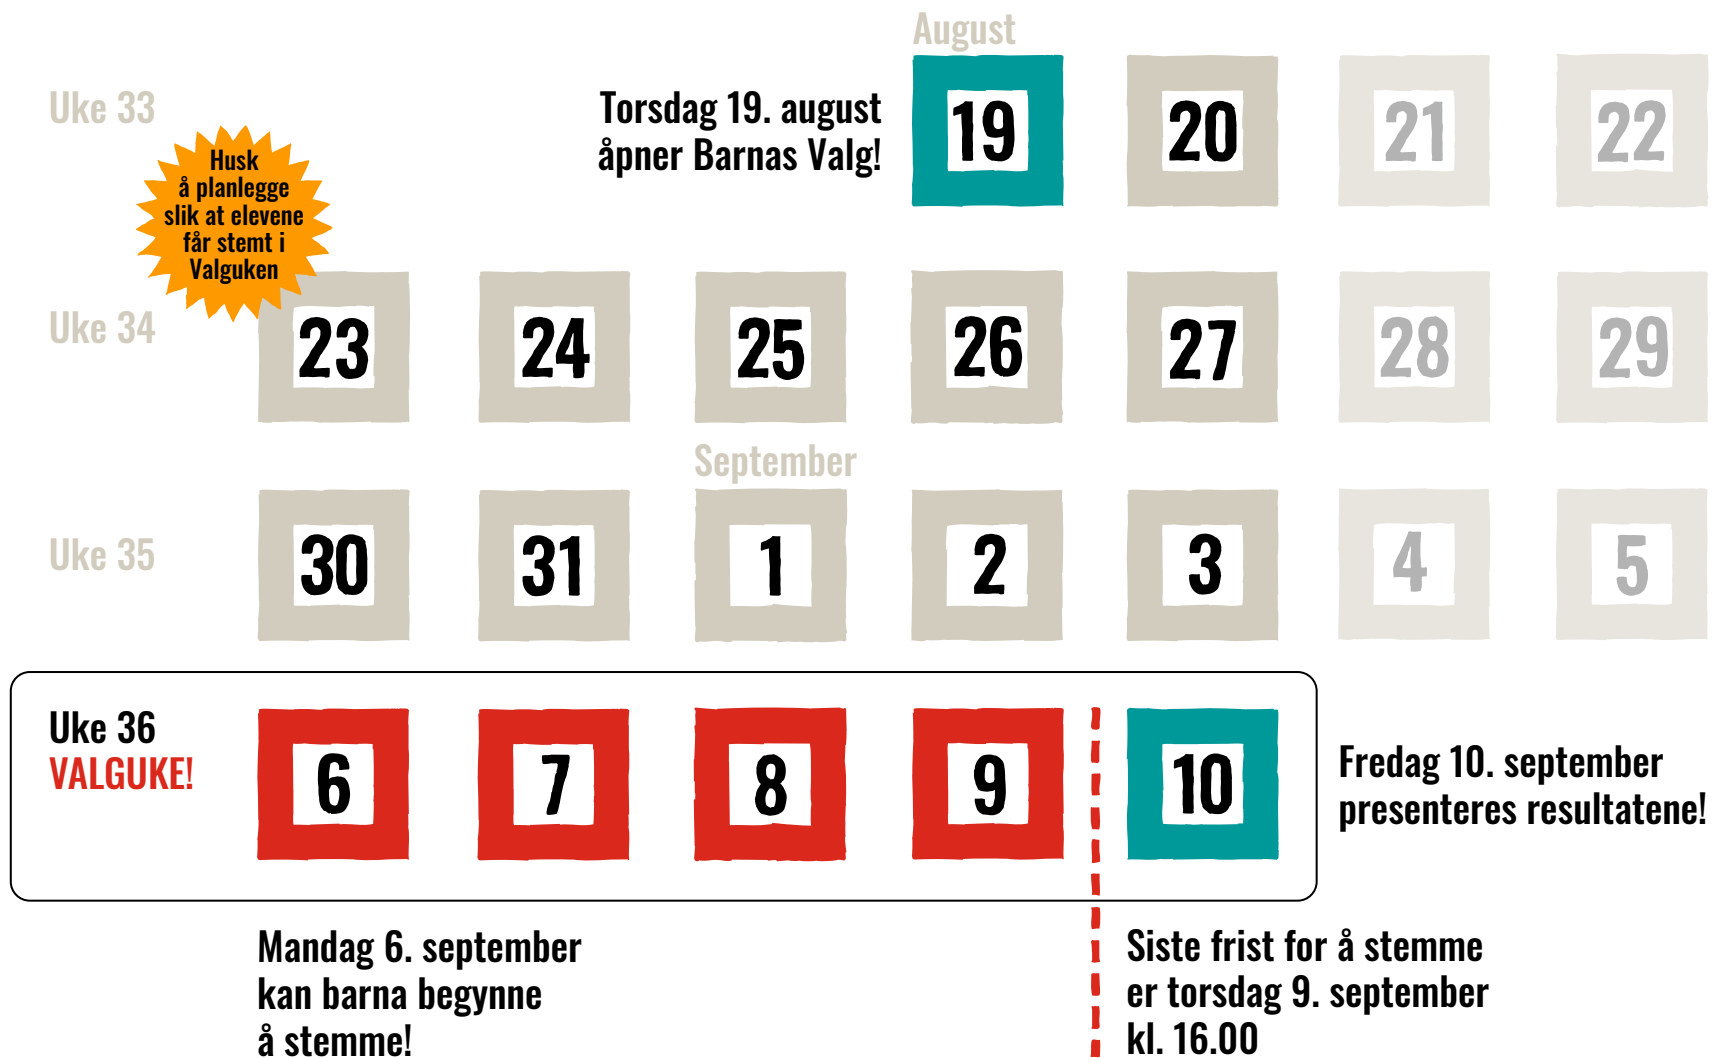 August
Uke 33
Torsdag 19. august
åpner Barnas Valg!
19 20 21 22
Husk
å planlegge
slik at elevene
får stemt i
Valguken
Uke 34
23 24 25 26 27 28 29
September
Uke 35
30 31 1 2 3 4 5
Uke 36
VALGUKE!
6 7 8 9 10
Fredag 10. september
presenteres resultatene!
Mandag 6. september
kan barna begynne
å stemme!
Siste frist for å stemme
er torsdag 9. september
kl. 16.00